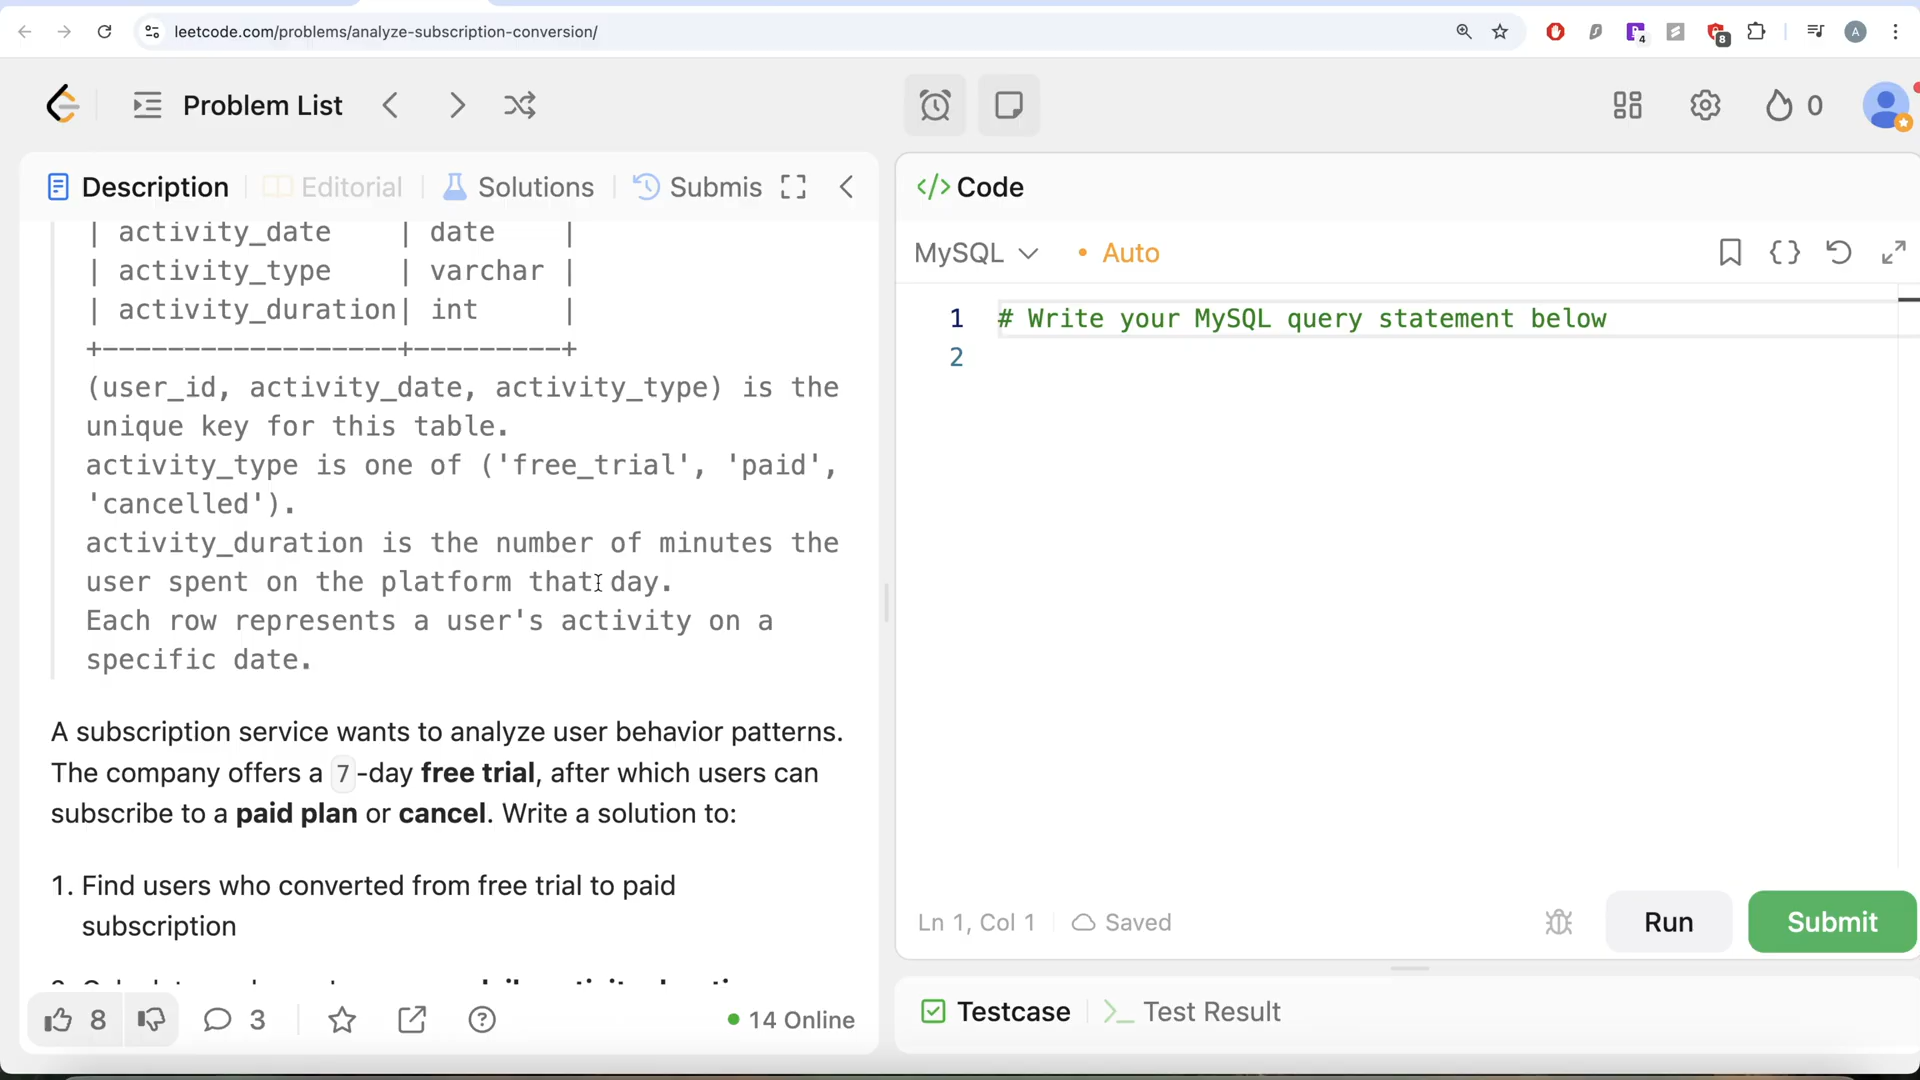 leetcode.com/problems/analyze-subscription-conversion/
4
8
A
Problem List
0
Description
Editorial
Solutions
Submis
| activity_date | date |
| activity_type | varchar |
| activity_duration| int |
+------------------+---------+
(user_id, activity_date, activity_type) is the
unique key for this table.
activity_type is one of ('free_trial', 'paid',
'cancelled').
activity_duration is the number of minutes the
user spent on the platform that day.
Each row represents a user's activity on a
specific date.
A subscription service wants to analyze user behavior patterns.
The company offers a 7-day free trial, after which users can
subscribe to a paid plan or cancel. Write a solution to:
1. Find users who converted from free trial to paid
subscription
8
3
14 Online
</> Code
MySQL
Auto
{}
1 # Write your MySQL query statement below
2
Ln 1, Col 1
Saved
Run
Submit
Testcase
Test Result